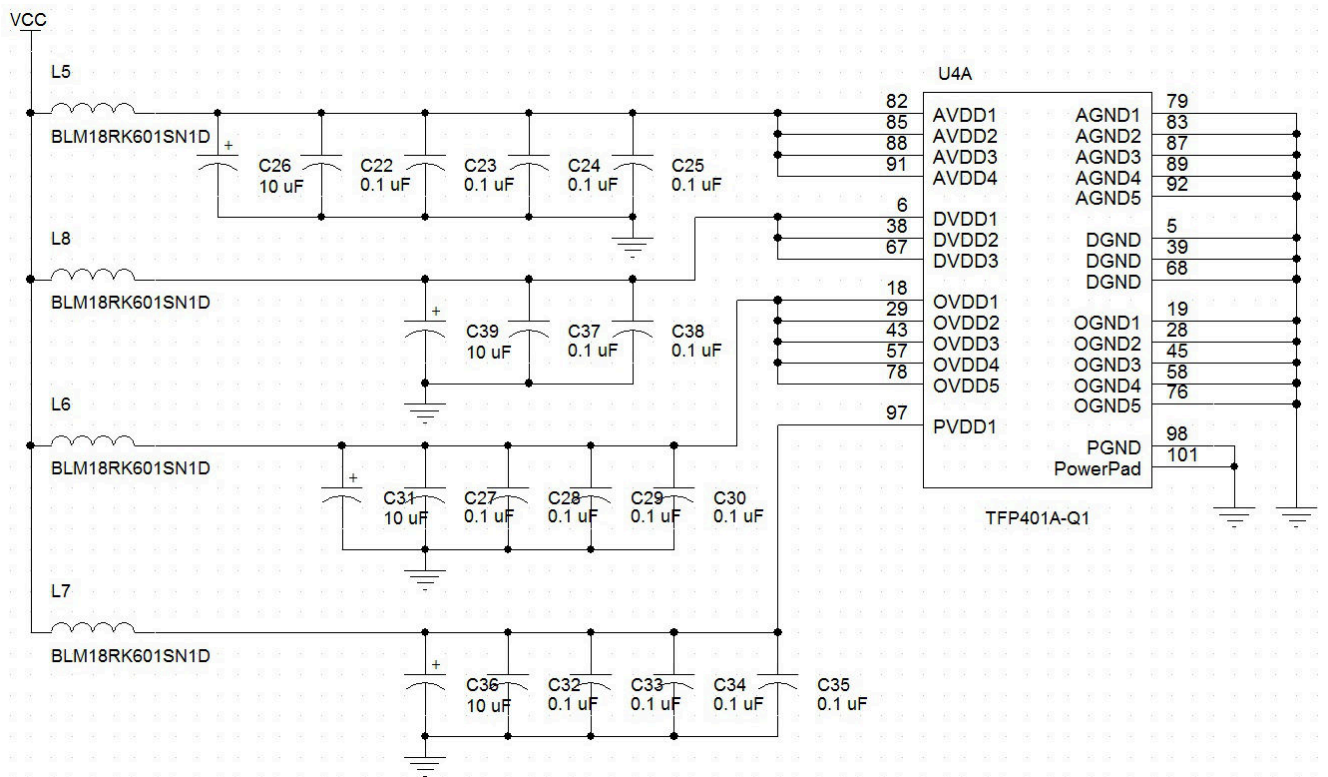 VCC
L5
BLM18RK601SN1D
+
C26
10 uF
C22
0.1 uF
C23
0.1 uF
C24
0.1 uF
C25
0.1 uF
L8
BLM18RK601SN1D
+
C39
10 uF
C37
0.1 uF
C38
0.1 uF
L6
BLM18RK601SN1D
+
C31
10 uF
C27
0.1 uF
C28
0.1 uF
C29
0.1 uF
C30
0.1 uF
L7
BLM18RK601SN1D
+
C36
10 uF
C32
0.1 uF
C33
0.1 uF
C34
0.1 uF
C35
0.1 uF
U4A
82 AVDD1
85 AVDD2
88 AVDD3
91 AVDD4
6 DVDD1
38 DVDD2
67 DVDD3
18 OVDD1
29 OVDD2
43 OVDD3
57 OVDD4
78 OVDD5
97 PVDD1
AGND1 79
AGND2 83
AGND3 87
AGND4 89
AGND5 92
DGND 5
DGND 39
DGND 68
OGND1 19
OGND2 28
OGND3 45
OGND4 58
OGND5 76
PGND 98
PowerPad 101
TFP401A-Q1